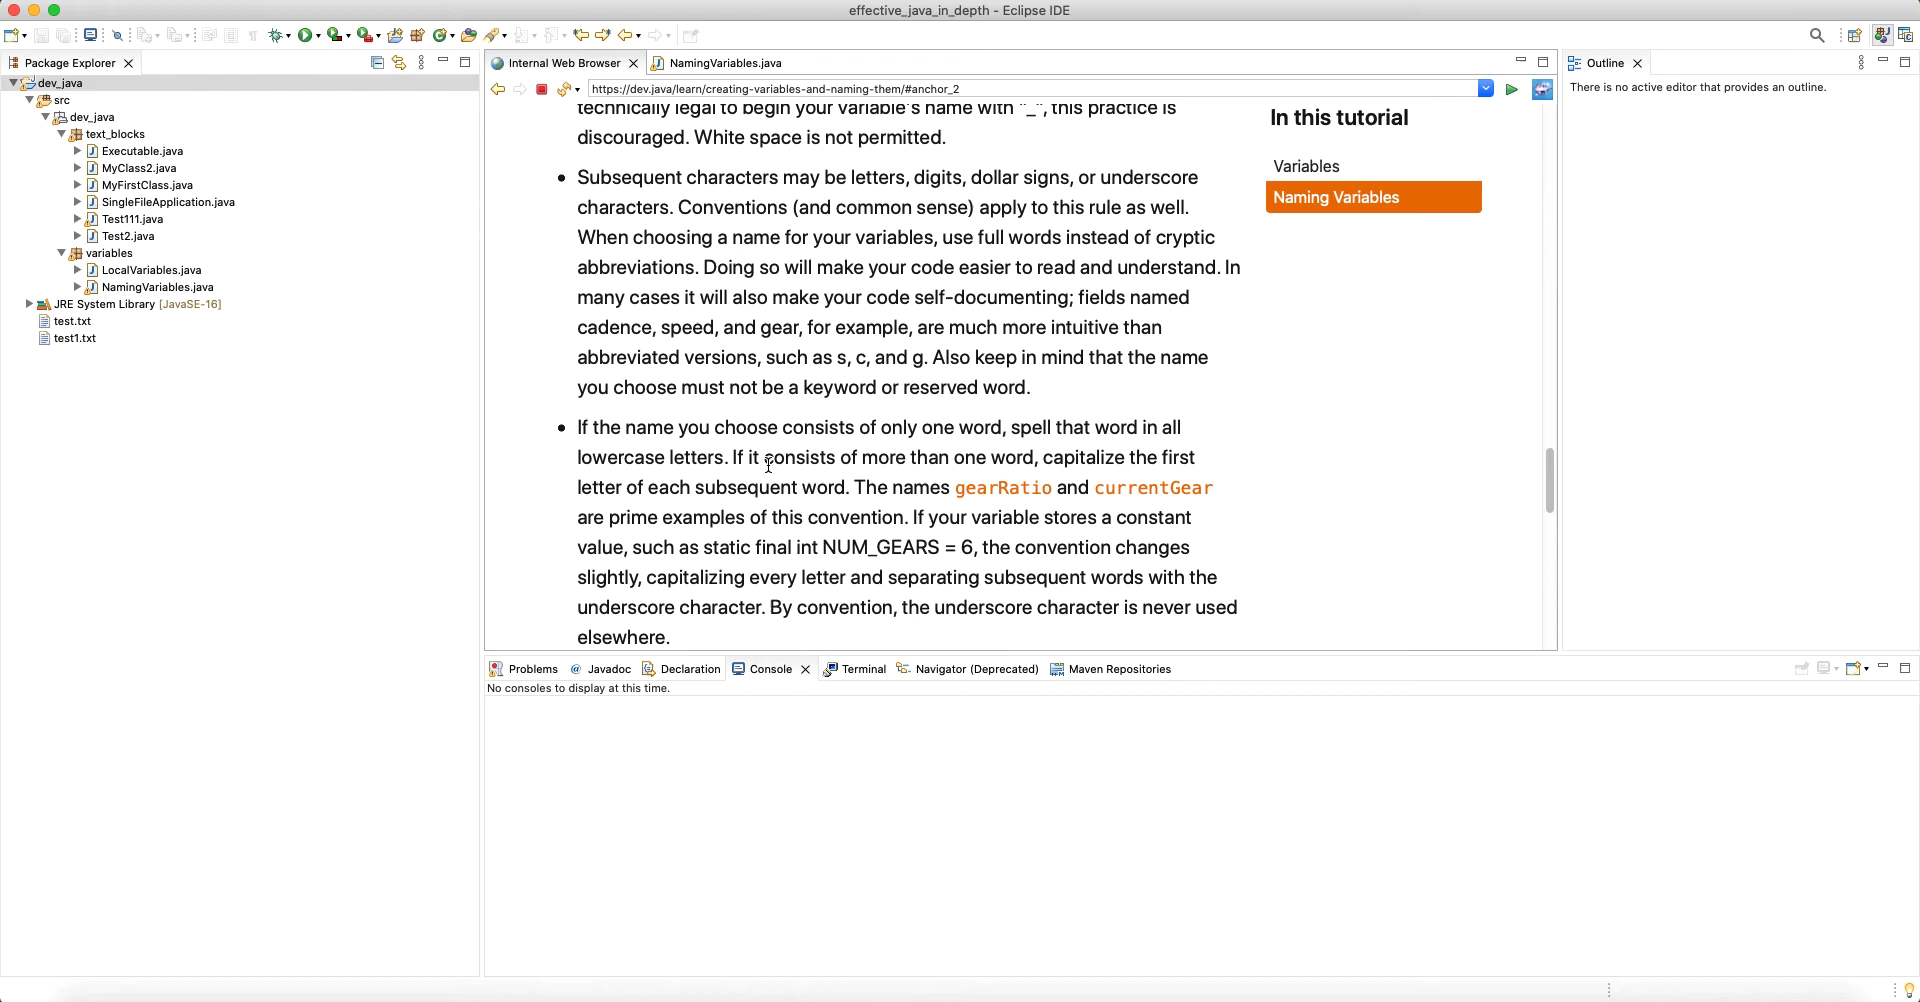 effective_java_in_depth - Eclipse IDE
Package Explorer
dev_java
src
dev_java
text_blocks
Executable.java
MyClass2.java
MyFirstClass.java
SingleFileApplication.java
Test111.java
Test2.java
variables
LocalVariables.java
NamingVariables.java
JRE System Library [JavaSE-16]
test.txt
test1.txt
Internal Web Browser
NamingVariables.java
https://dev.java/learn/creating-variables-and-naming-them/#anchor_2
technically legal to begin your variable's name with "_", this practice is
discouraged. White space is not permitted.
• Subsequent characters may be letters, digits, dollar signs, or underscore
characters. Conventions (and common sense) apply to this rule as well.
When choosing a name for your variables, use full words instead of cryptic
abbreviations. Doing so will make your code easier to read and understand. In
many cases it will also make your code self-documenting; fields named
cadence, speed, and gear, for example, are much more intuitive than
abbreviated versions, such as s, c, and g. Also keep in mind that the name
you choose must not be a keyword or reserved word.
• If the name you choose consists of only one word, spell that word in all
lowercase letters. If it consists of more than one word, capitalize the first
letter of each subsequent word. The names gearRatio and currentGear
are prime examples of this convention. If your variable stores a constant
value, such as static final int NUM_GEARS = 6, the convention changes
slightly, capitalizing every letter and separating subsequent words with the
underscore character. By convention, the underscore character is never used
elsewhere.
In this tutorial
Variables
Naming Variables
Outline
There is no active editor that provides an outline.
Problems
@ Javadoc
Declaration
Console
Terminal
Navigator (Deprecated)
Maven Repositories
No consoles to display at this time.